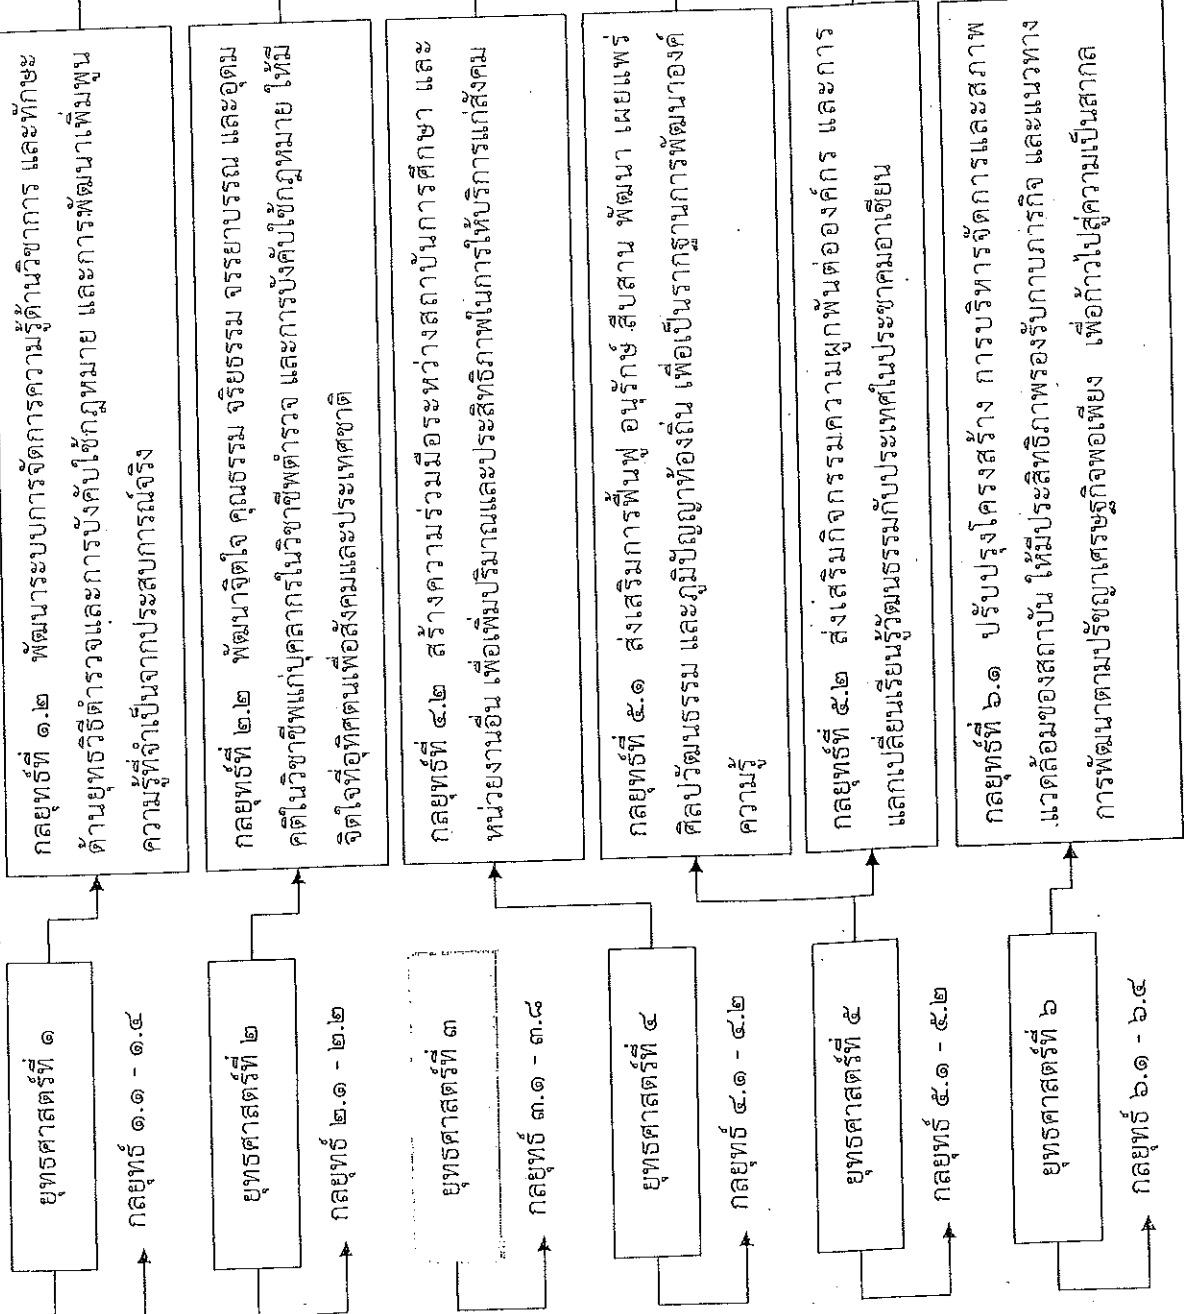 ยุทธศาสตร์ที่ ๑
กลยุทธ์ ๑.๑ - ๑.๔
กลยุทธ์ที่ ๑.๒ พัฒนาระบบการจัดการความรู้ด้านวิชาการ และทักษะ
ด้านยุทธวิธีตำรวจและการบังคับใช้กฎหมาย และการพัฒนาเพิ่มพูน
ความรู้ที่จำเป็นจากประสบการณ์จริง
ยุทธศาสตร์ที่ ๒
กลยุทธ์ ๒.๑ - ๒.๒
กลยุทธ์ที่ ๒.๒ พัฒนาจิตใจ คุณธรรม จริยธรรม จรรยาบรรณ และอุดม
คติในวิชาชีพแก่บุคลากรในวิชาชีพตำรวจ และการบังคับใช้กฎหมาย ให้มี
จิตใจที่อุทิศตนเพื่อสังคมและประเทศชาติ
ยุทธศาสตร์ที่ ๓
กลยุทธ์ ๓.๑ - ๓.๘
ยุทธศาสตร์ที่ ๔
กลยุทธ์ ๔.๑ - ๔.๒
กลยุทธ์ที่ ๔.๒ สร้างความร่วมมือระหว่างสถาบันการศึกษา และ
หน่วยงานอื่น เพื่อเพิ่มปริมาณและประสิทธิภาพในการให้บริการแก่สังคม
ยุทธศาสตร์ที่ ๕
กลยุทธ์ ๕.๑ - ๕.๒
กลยุทธ์ที่ ๕.๑ ส่งเสริมการฟื้นฟู อนุรักษ์ สืบสาน พัฒนา เผยแพร่
ศิลปวัฒนธรรม และภูมิปัญญาท้องถิ่น เพื่อเป็นรากฐานการพัฒนาองค์
ความรู้
กลยุทธ์ที่ ๕.๒ ส่งเสริมกิจกรรมความผูกพันต่อองค์กร และการ
แลกเปลี่ยนเรียนรู้วัฒนธรรมกับประเทศในประชาคมอาเซียน
ยุทธศาสตร์ที่ ๖
กลยุทธ์ ๖.๑ - ๖.๔
กลยุทธ์ที่ ๖.๑ ปรับปรุงโครงสร้าง การบริหารจัดการและสภาพ
แวดล้อมของสถาบัน ให้มีประสิทธิภาพรองรับกับภารกิจ และแนวทาง
การพัฒนาตามปรัชญาเศรษฐกิจพอเพียง เพื่อก้าวไปสู่ความเป็นสากล